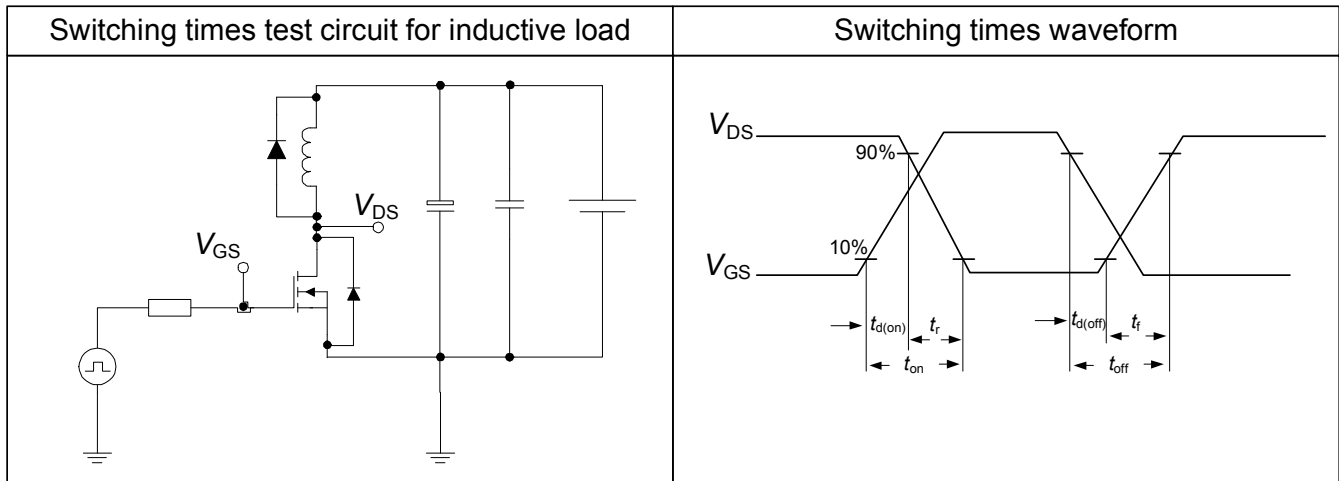 Switching times test circuit for inductive load
Switching times waveform
VDS
VGS
VDS
90%
10%
VGS
td(on)
tr
ton
td(off)
tf
toff